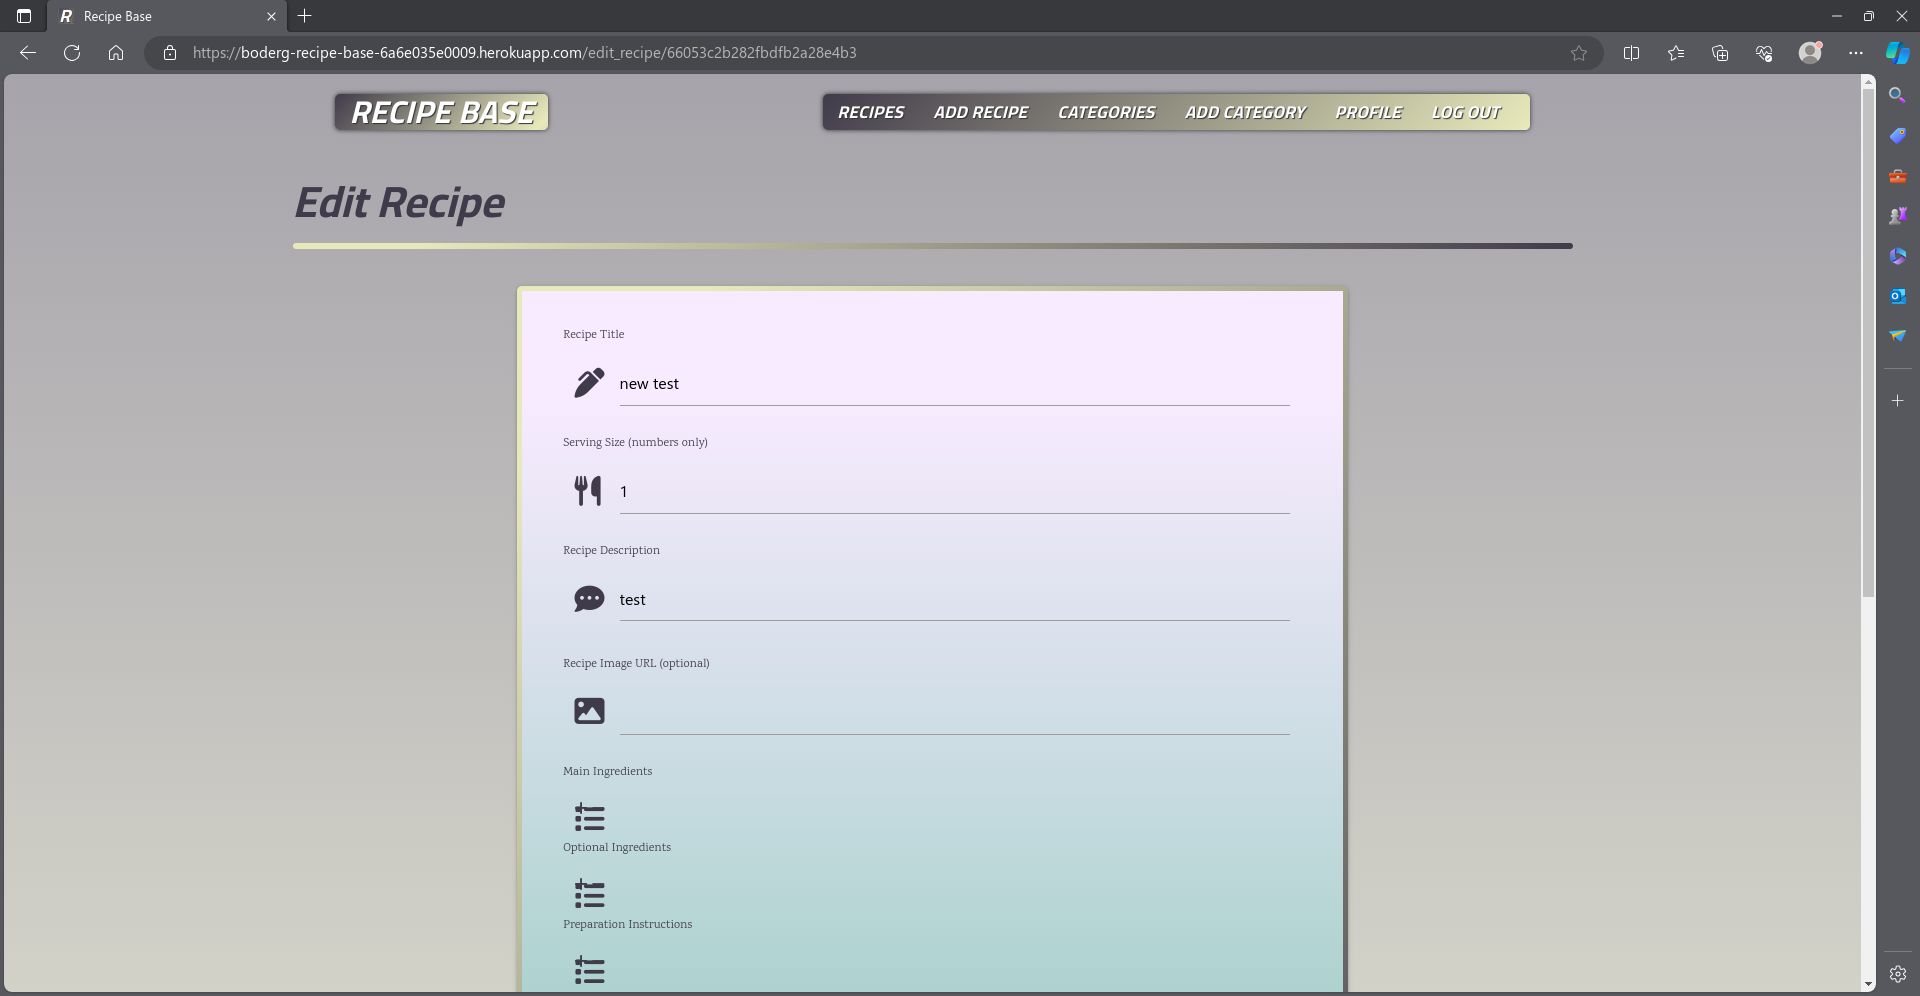 Recipe Base
https://boderg-recipe-base-6a6e035e0009.herokuapp.com/edit_recipe/66053c2b282fbdfb2a28e4b3
RECIPE BASE
RECIPES ADD RECIPE CATEGORIES ADD CATEGORY PROFILE LOG OUT
Edit Recipe
Recipe Title
new test
Serving Size (numbers only)
1
Recipe Description
test
Recipe Image URL (optional)
Main Ingredients
Optional Ingredients
Preparation Instructions